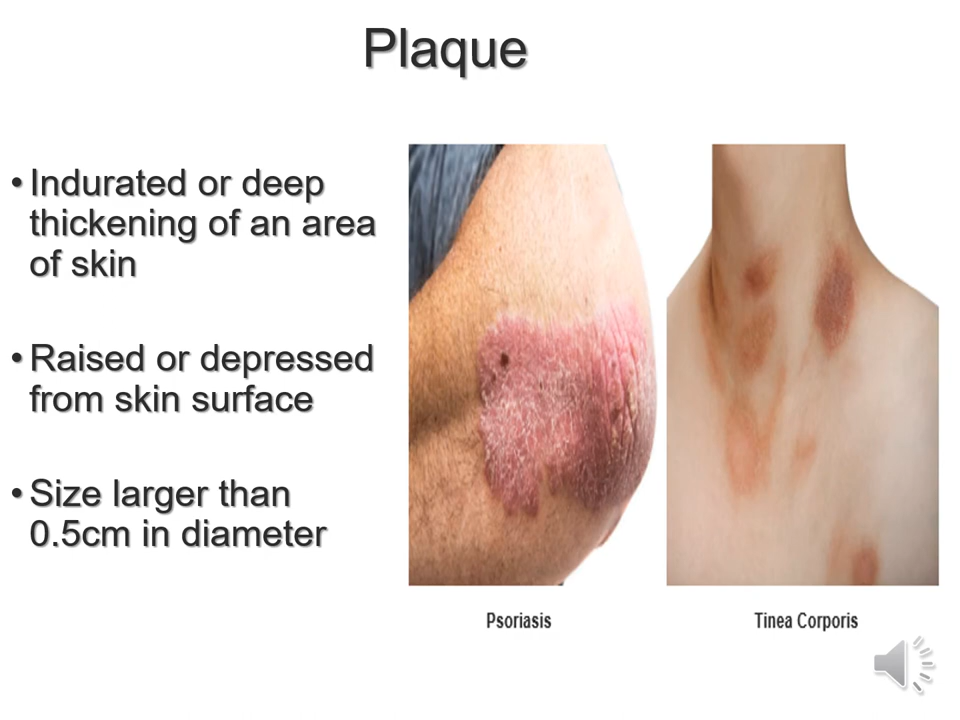 Plaque
• Indurated or deep
thickening of an area
of skin
• Raised or depressed
from skin surface
• Size larger than
0.5cm in diameter
Psoriasis
Tinea Corporis